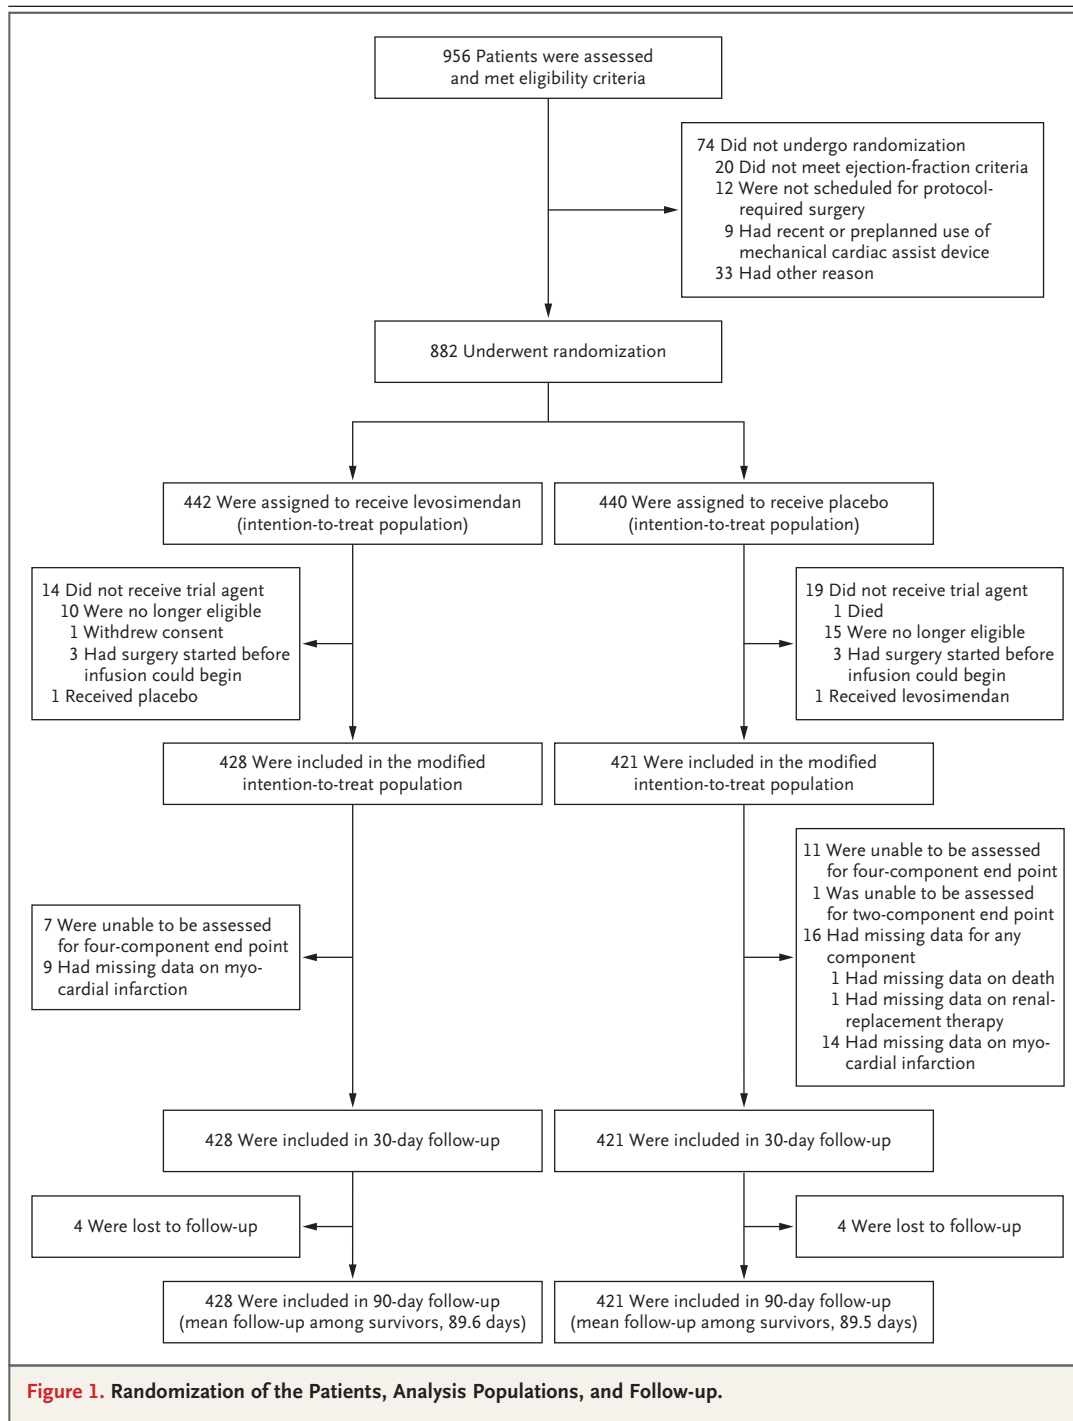 956 Patients were assessed
and met eligibility criteria
74 Did not undergo randomization
20 Did not meet ejection-fraction criteria
12 Were not scheduled for protocol-
required surgery
9 Had recent or preplanned use of
mechanical cardiac assist device
33 Had other reason
882 Underwent randomization
442 Were assigned to receive levosimendan
(intention-to-treat population)
440 Were assigned to receive placebo
(intention-to-treat population)
14 Did not receive trial agent
10 Were no longer eligible
1 Withdrew consent
3 Had surgery started before
infusion could begin
1 Received placebo
19 Did not receive trial agent
1 Died
15 Were no longer eligible
3 Had surgery started before
infusion could begin
1 Received levosimendan
428 Were included in the modified
intention-to-treat population
421 Were included in the modified
intention-to-treat population
7 Were unable to be assessed
for four-component end point
9 Had missing data on myo-
cardial infarction
11 Were unable to be assessed
for four-component end point
1 Was unable to be assessed
for two-component end point
16 Had missing data for any
component
1 Had missing data on death
1 Had missing data on renal-
replacement therapy
14 Had missing data on myo-
cardial infarction
428 Were included in 30-day follow-up
421 Were included in 30-day follow-up
4 Were lost to follow-up
4 Were lost to follow-up
428 Were included in 90-day follow-up
(mean follow-up among survivors, 89.6 days)
421 Were included in 90-day follow-up
(mean follow-up among survivors, 89.5 days)
Figure 1. Randomization of the Patients, Analysis Populations, and Follow-up.